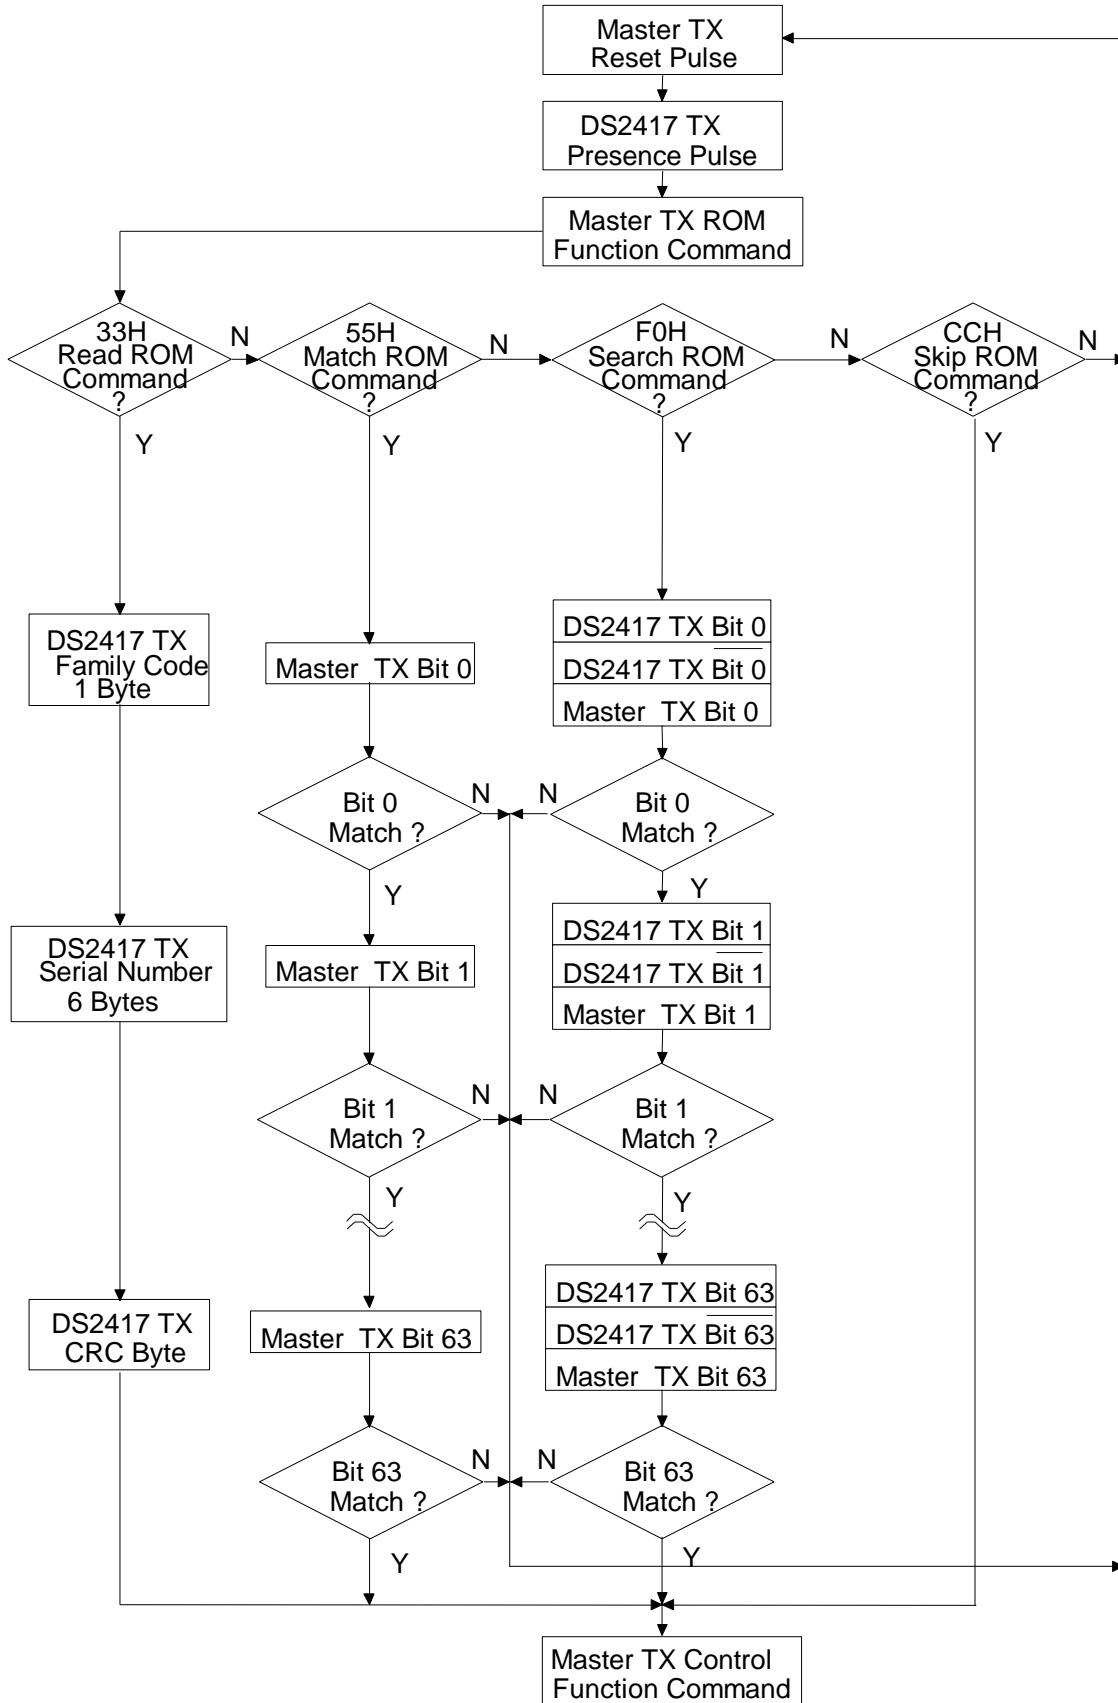 Master TX
Reset Pulse
DS2417 TX
Presence Pulse
Master TX ROM
Function Command
33H
Read ROM
Command
?
N
55H
Match ROM
Command
?
N
F0H
Search ROM
Command
?
N
CCH
Skip ROM
Command
?
N
Y
Y
Y
Y
DS2417 TX
Family Code
1 Byte
Master TX Bit 0
DS2417 TX Bit 0
DS2417 TX B̅i̅t̅ ̅0̅
Master TX Bit 0
Bit 0
Match ?
N
N
Bit 0
Match ?
Y
Y
DS2417 TX
Serial Number
6 Bytes
Master TX Bit 1
DS2417 TX Bit 1
DS2417 TX B̅i̅t̅ ̅1̅
Master TX Bit 1
Bit 1
Match ?
N
N
Bit 1
Match ?
Y
Y
DS2417 TX
CRC Byte
Master TX Bit 63
DS2417 TX Bit 63
DS2417 TX B̅i̅t̅ ̅6̅3̅
Master TX Bit 63
Bit 63
Match ?
N
N
Bit 63
Match ?
Y
Y
Master TX Control
Function Command